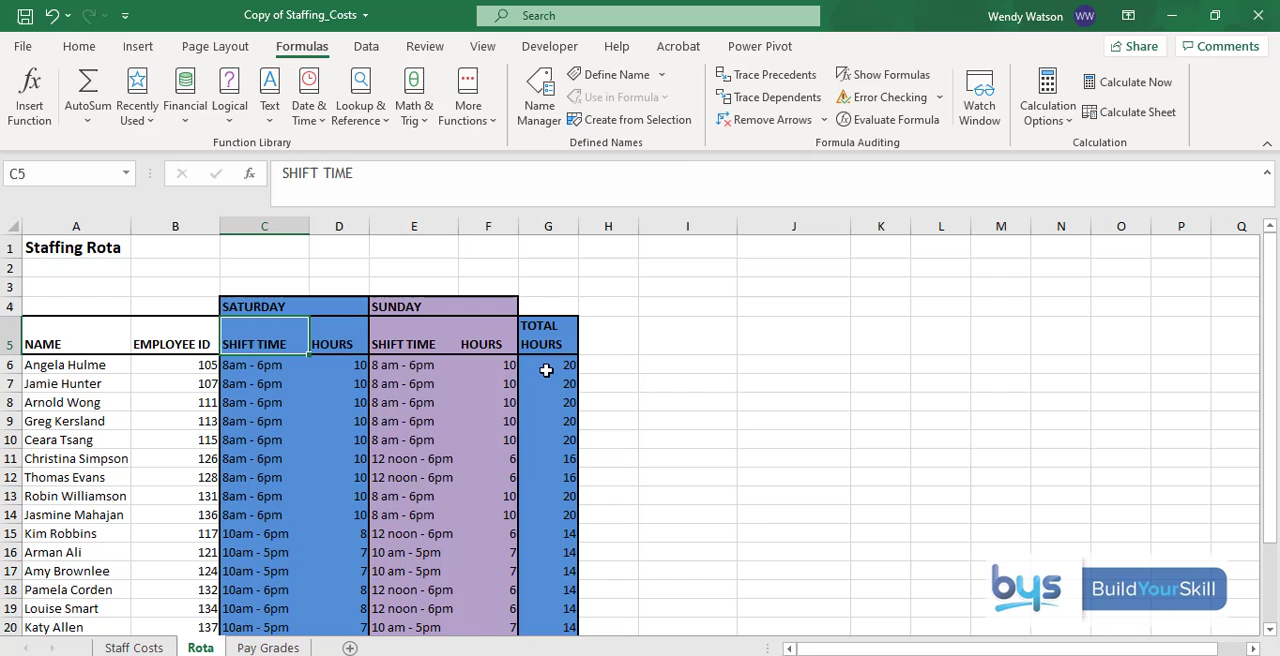 Copy of Staffing_Costs
Search
Wendy Watson WW
File Home Insert Page Layout Formulas Data Review View Developer Help Acrobat Power Pivot Share Comments
Insert Function
AutoSum
Recently Used
Financial
Logical
Text
Date & Time
Lookup & Reference
Math & Trig
More Functions
Function Library
Name Manager
Define Name
Use in Formula
Create from Selection
Defined Names
Trace Precedents
Trace Dependents
Remove Arrows
Show Formulas
Error Checking
Evaluate Formula
Formula Auditing
Watch Window
Calculation Options
Calculate Now
Calculate Sheet
Calculation
C5 fx SHIFT TIME
A B C D E F G H I J K L M N O P Q
1 Staffing Rota
2
3
4 SATURDAY SUNDAY
5 NAME EMPLOYEE ID SHIFT TIME HOURS SHIFT TIME HOURS TOTAL HOURS
6 Angela Hulme 105 8am - 6pm 10 8 am - 6pm 10 20
7 Jamie Hunter 107 8am - 6pm 10 8 am - 6pm 10 20
8 Arnold Wong 111 8am - 6pm 10 8 am - 6pm 10 20
9 Greg Kersland 113 8am - 6pm 10 8 am - 6pm 10 20
10 Ceara Tsang 115 8am - 6pm 10 8 am - 6pm 10 20
11 Christina Simpson 126 8am - 6pm 10 12 noon - 6pm 6 16
12 Thomas Evans 128 8am - 6pm 10 12 noon - 6pm 6 16
13 Robin Williamson 131 8am - 6pm 10 8 am - 6pm 10 20
14 Jasmine Mahajan 136 8am - 6pm 10 8 am - 6pm 10 20
15 Kim Robbins 117 10am - 6pm 8 12 noon - 6pm 6 14
16 Arman Ali 121 10am - 5pm 7 10 am - 5pm 7 14
17 Amy Brownlee 124 10am - 5pm 7 10 am - 5pm 7 14
18 Pamela Corden 132 10am - 6pm 8 12 noon - 6pm 6 14
19 Louise Smart 134 10am - 6pm 8 12 noon - 6pm 6 14
20 Katy Allen 137 10am - 5pm 7 10 am - 5pm 7 14
bys BuildYourSkill
Staff Costs Rota Pay Grades